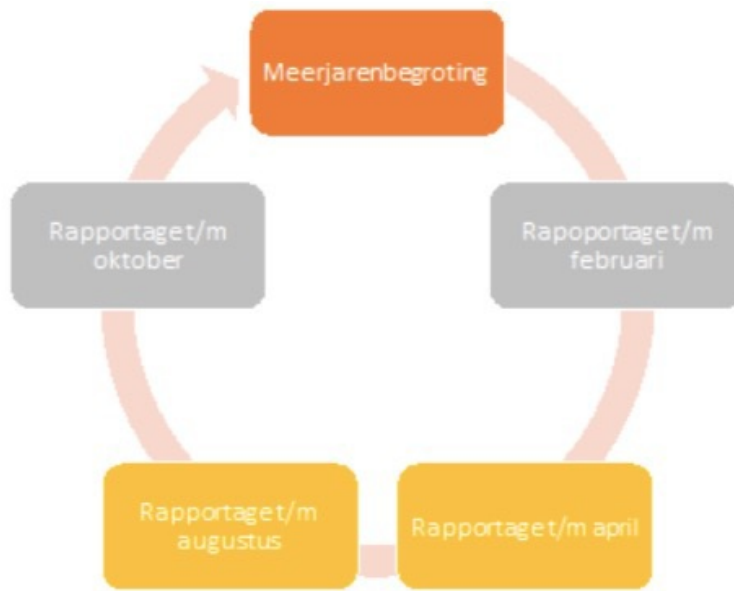 Meerjarenbegroting
Rapoportaget/m
februari
Rapportaget/m april
Rapportaget/m
augustus
Rapportaget/m
oktober